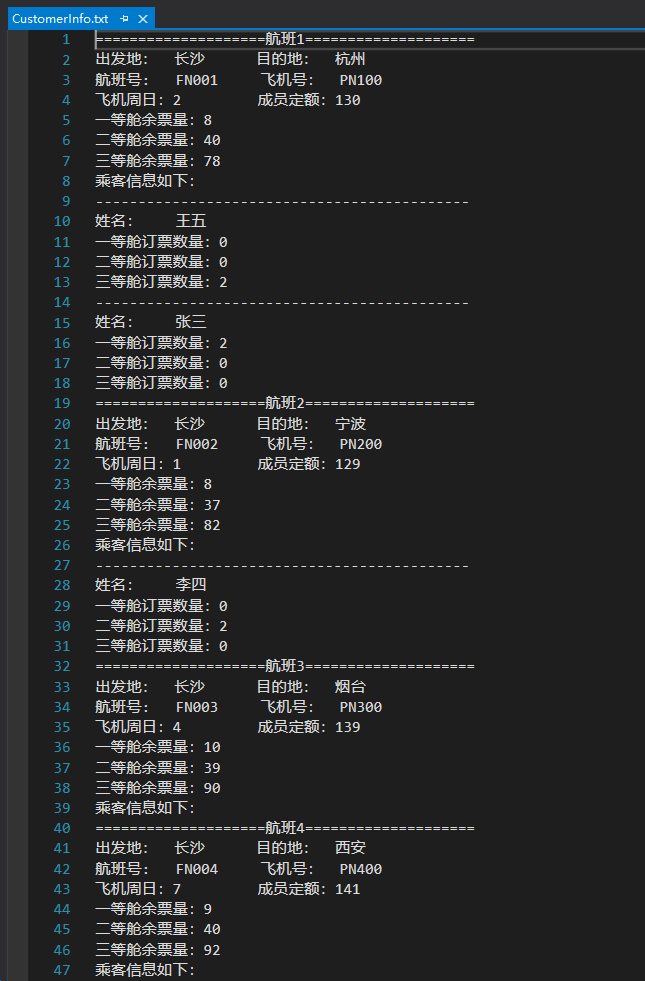 CustomerInfo.txt
1 ====================航班1====================
2 出发地： 长沙 目的地： 杭州
3 航班号： FN001 飞机号： PN100
4 飞机周日：2 成员定额：130
5 一等舱余票量：8
6 二等舱余票量：40
7 三等舱余票量：78
8 乘客信息如下：
9 --------------------------------------------
10 姓名： 王五
11 一等舱订票数量：0
12 二等舱订票数量：0
13 三等舱订票数量：2
14 --------------------------------------------
15 姓名： 张三
16 一等舱订票数量：2
17 二等舱订票数量：0
18 三等舱订票数量：0
19 ====================航班2====================
20 出发地： 长沙 目的地： 宁波
21 航班号： FN002 飞机号： PN200
22 飞机周日：1 成员定额：129
23 一等舱余票量：8
24 二等舱余票量：37
25 三等舱余票量：82
26 乘客信息如下：
27 --------------------------------------------
28 姓名： 李四
29 一等舱订票数量：0
30 二等舱订票数量：2
31 三等舱订票数量：0
32 ====================航班3====================
33 出发地： 长沙 目的地： 烟台
34 航班号： FN003 飞机号： PN300
35 飞机周日：4 成员定额：139
36 一等舱余票量：10
37 二等舱余票量：39
38 三等舱余票量：90
39 乘客信息如下：
40 ====================航班4====================
41 出发地： 长沙 目的地： 西安
42 航班号： FN004 飞机号： PN400
43 飞机周日：7 成员定额：141
44 一等舱余票量：9
45 二等舱余票量：40
46 三等舱余票量：92
47 乘客信息如下：